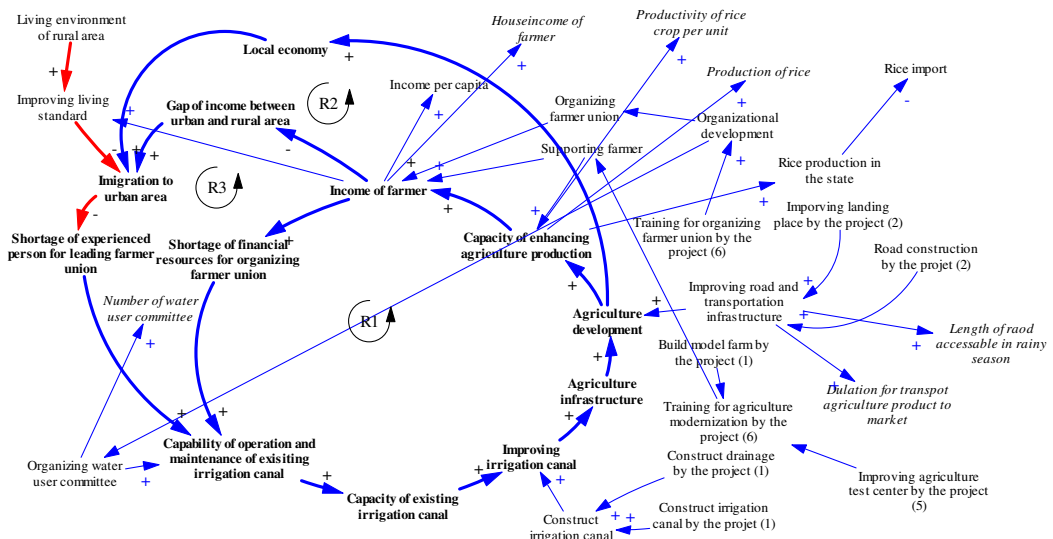 Living environment
of rural area
+
Improving living
standard
Local economy
+
Gap of income between
urban and rural area
R2
R3
R1
Imigration to
urban area
-
+
+
+
-
-
Shortage of experienced
person for leading farmer
union
Shortage of financial
resources for organizing
farmer union
+
Number of water
user committee
+
Organizing water
user committee
+
Capability of operation and
maintenance of exisiting
irrigation canal
+
+
+
Capacity of existing
irrigation canal
+
Improving
irrigation canal
+
+
Construct
irrigation canal
+ +
Construct drainage
by the project (1)
Construct irrigation
canal by the projet (1)
Agriculture
infrastructure
+
Agriculture
development
+
+
Capacity of enhancing
agriculture production
+
+
Income of farmer
+
+
+
Income per capita
Houseincome of
farmer
+
Organizing
farmer union
Supporting farmer
Productivity of rice
crop per unit
+
Production of rice
+
Organizational
development
+
Rice import
-
Rice production in
the state
+
Training for organizing
farmer union by the
project (6)
Imporving landing
place by the project (2)
Road construction
by the projet (2)
Improving road and
transportation
infrastructure
+
+
+
Length of raod
accessable in rainy
season
+
Dulation for transpot
agriculture product to
market
+
Build model farm by
the project (1)
Training for agriculture
modernization by the
project (6)
Improving agriculture
test center by the project
(5)